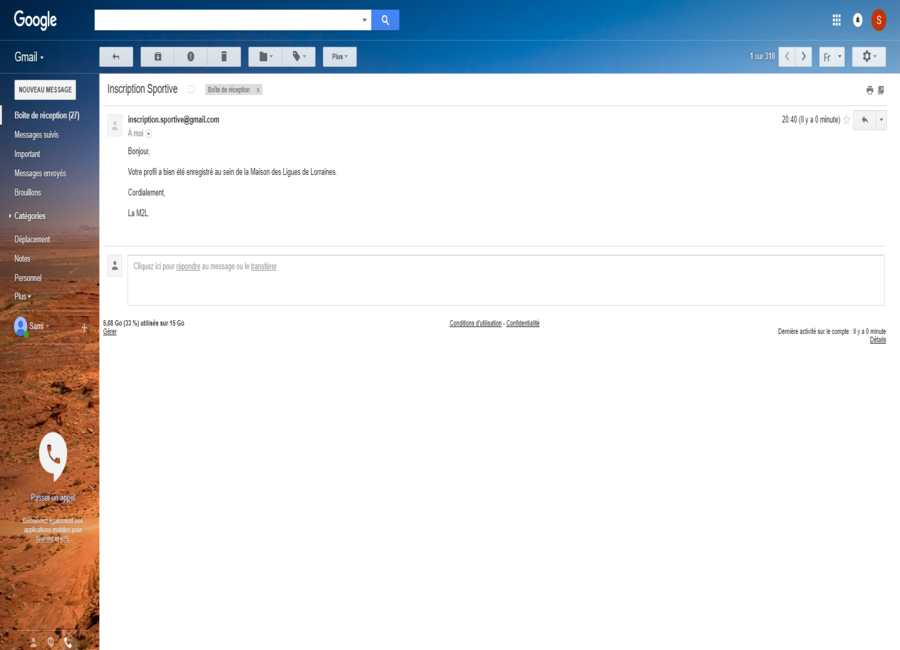 Google
S
Gmail
Plus
1 sur 310
Fr
NOUVEAU MESSAGE
Inscription Sportive
Boîte de réception x
Boîte de réception (27)
Messages suivis
Important
Messages envoyés
Brouillons
Catégories
Déplacement
Notes
Personnel
Plus
Sami
inscription.sportive@gmail.com
20:40 (Il y a 0 minute)
À moi
Bonjour,
Votre profil a bien été enregistré au sein de la Maison des Ligues de Lorraines.
Cordialement,
La M2L.
Cliquez ici pour répondre au message ou le transférer
5,08 Go (33 %) utilisés sur 15 Go
Gérer
Conditions d'utilisation - Confidentialité
Dernière activité sur le compte : Il y a 0 minute
Détails
Passer un appel
Découvrez également nos
applications mobiles pour
Android et iOS.